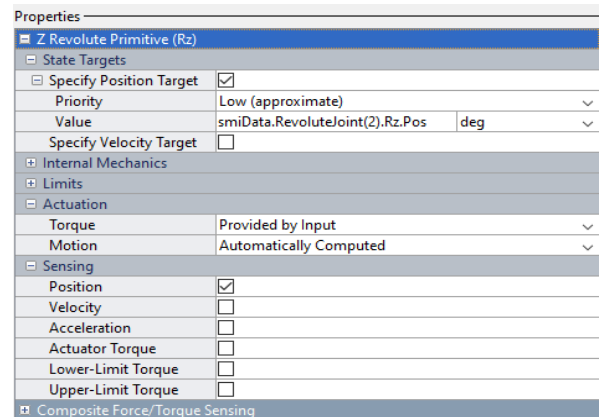 Properties
Z Revolute Primitive (Rz)
State Targets
Specify Position Target
Priority Low (approximate)
Value smiData.RevoluteJoint(2).Rz.Pos deg
Specify Velocity Target
Internal Mechanics
Limits
Actuation
Torque Provided by Input
Motion Automatically Computed
Sensing
Position
Velocity
Acceleration
Actuator Torque
Lower-Limit Torque
Upper-Limit Torque
Composite Force/Torque Sensing